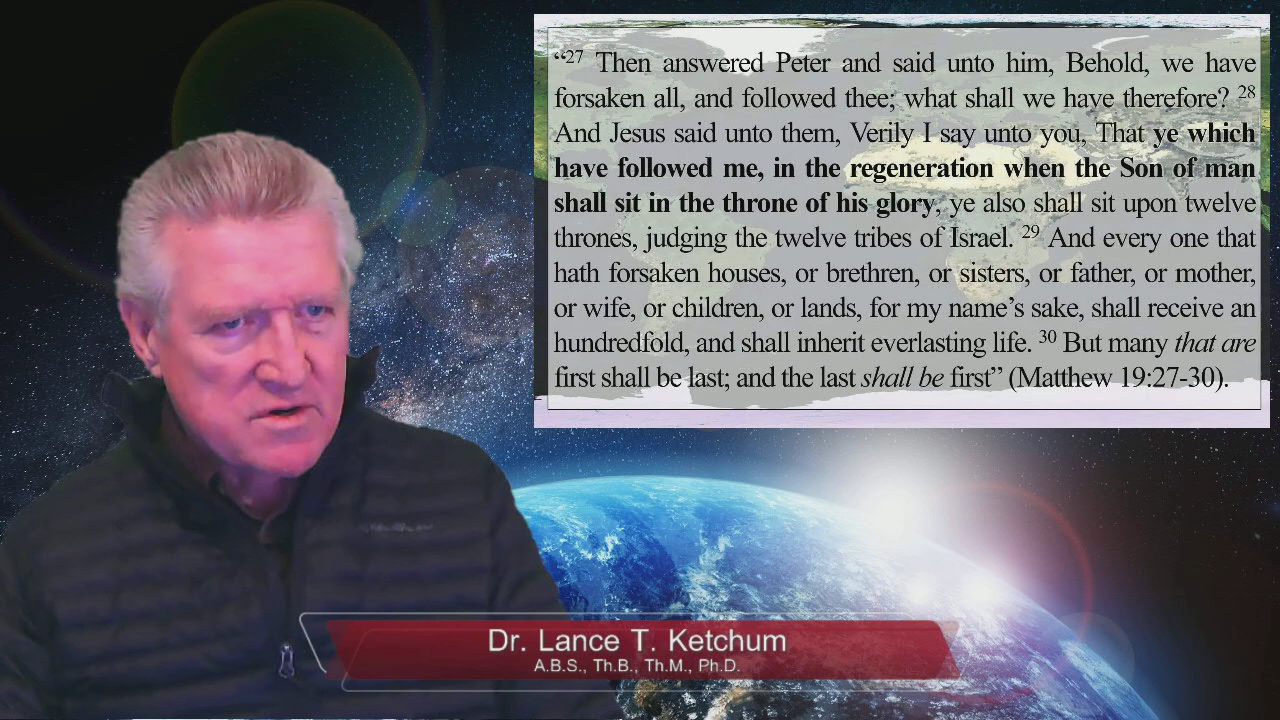 “27 Then answered Peter and said unto him, Behold, we have
forsaken all, and followed thee; what shall we have therefore? 28
And Jesus said unto them, Verily I say unto you, That ye which
have followed me, in the regeneration when the Son of man
shall sit in the throne of his glory, ye also shall sit upon twelve
thrones, judging the twelve tribes of Israel. 29 And every one that
hath forsaken houses, or brethren, or sisters, or father, or mother,
or wife, or children, or lands, for my name’s sake, shall receive an
hundredfold, and shall inherit everlasting life. 30 But many that are
first shall be last; and the last shall be first” (Matthew 19:27-30).
Dr. Lance T. Ketchum
A.B.S., Th.B., Th.M., Ph.D.